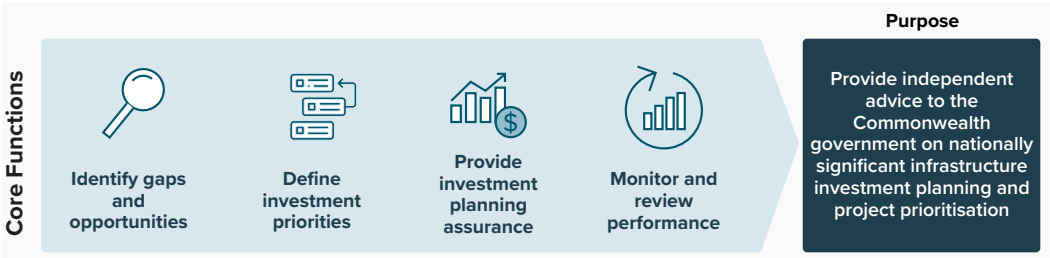 Core Functions
Identify gaps
and
opportunities
Define
investment
priorities
$
Provide
investment
planning
assurance
Monitor and
review
performance
Purpose
Provide independent
advice to the
Commonwealth
government on nationally
significant infrastructure
investment planning and
project prioritisation